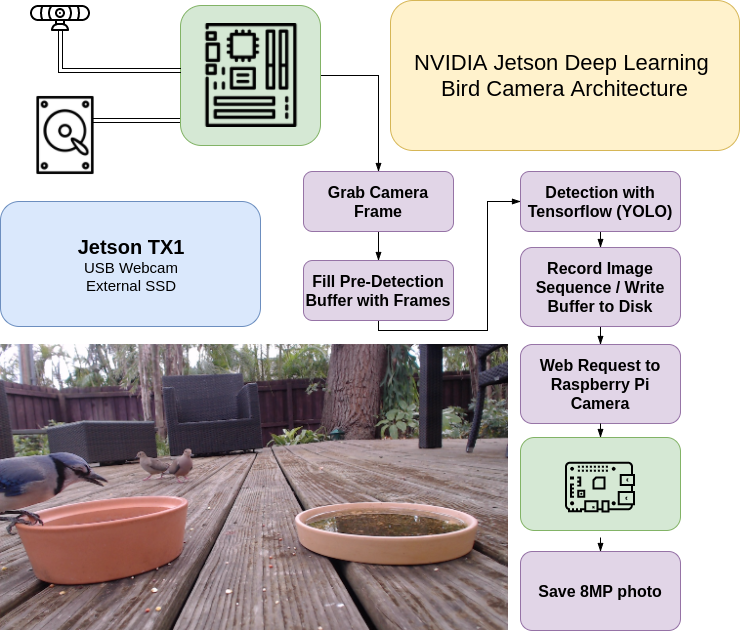 NVIDIA Jetson Deep Learning
Bird Camera Architecture
Grab Camera
Frame
Fill Pre-Detection
Buffer with Frames
Detection with
Tensorflow (YOLO)
Record Image
Sequence / Write
Buffer to Disk
Web Request to
Raspberry Pi
Camera
Save 8MP photo
Jetson TX1
USB Webcam
External SSD